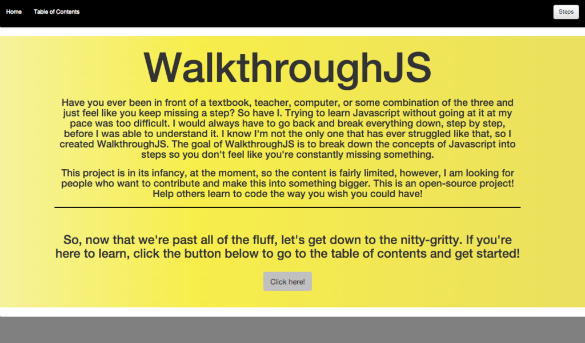 Home Table of Contents Steps
WalkthroughJS
Have you ever been in front of a textbook, teacher, computer, or some combination of the three and
just feel like you keep missing a step? So have I. Trying to learn Javascript without going at it at my
pace was too difficult. I would always have to go back and break everything down, step by step,
before I was able to understand it. I know I'm not the only one that has ever struggled like that, so I
created WalkthroughJS. The goal of WalkthroughJS is to break down the concepts of Javascript into
steps so you don't feel like you're constantly missing something.
This project is in its infancy, at the moment, so the content is fairly limited, however, I am looking for
people who want to contribute and make this into something bigger. This is an open-source project!
Help others learn to code the way you wish you could have!
So, now that we're past all of the fluff, let's get down to the nitty-gritty. If you're
here to learn, click the button below to go to the table of contents and get started!
Click here!